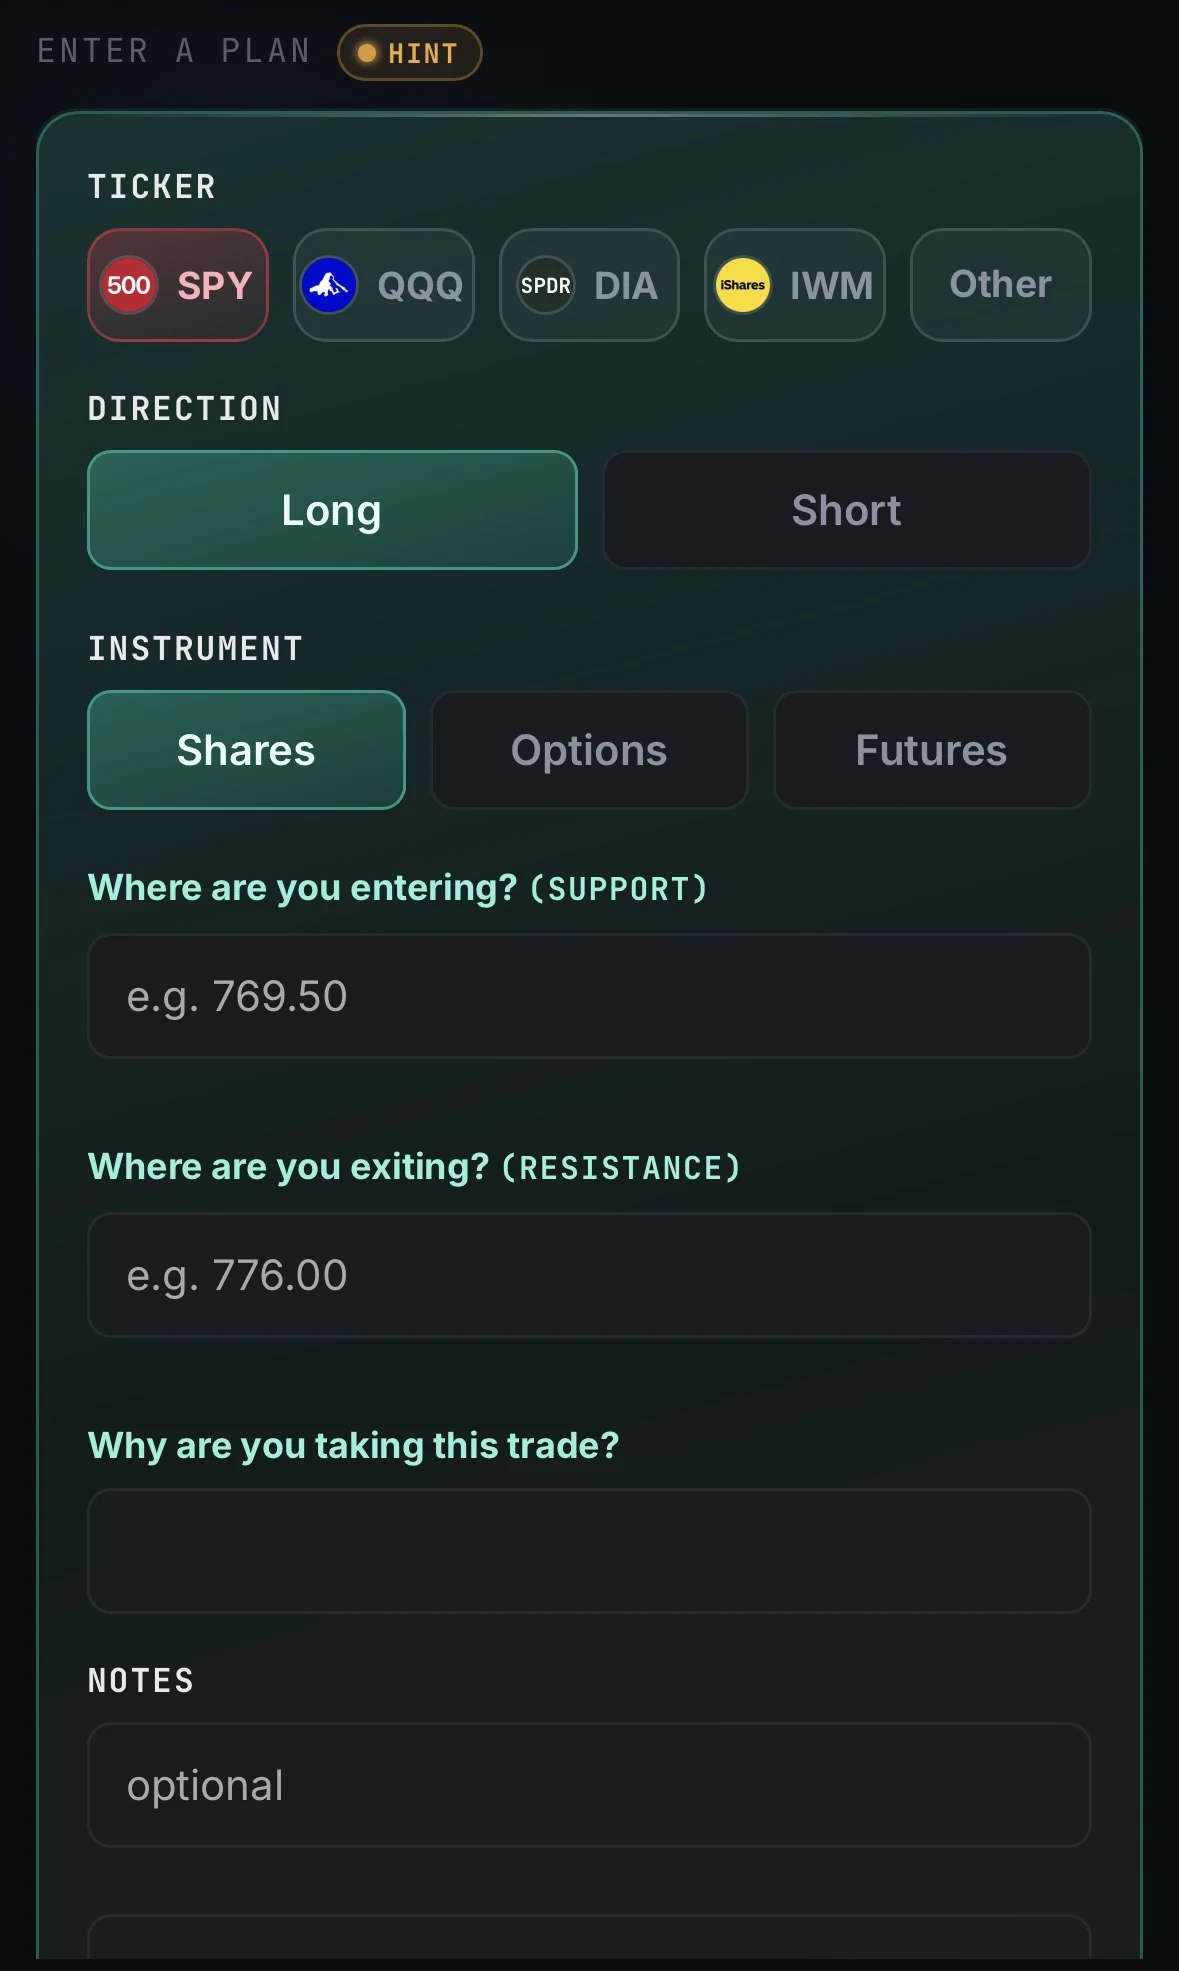 ENTER A PLAN HINT
TICKER
500 SPY QQQ SPDR DIA iShares IWM Other
DIRECTION
Long Short
INSTRUMENT
Shares Options Futures
Where are you entering? (SUPPORT)
e.g. 769.50
Where are you exiting? (RESISTANCE)
e.g. 776.00
Why are you taking this trade?
NOTES
optional